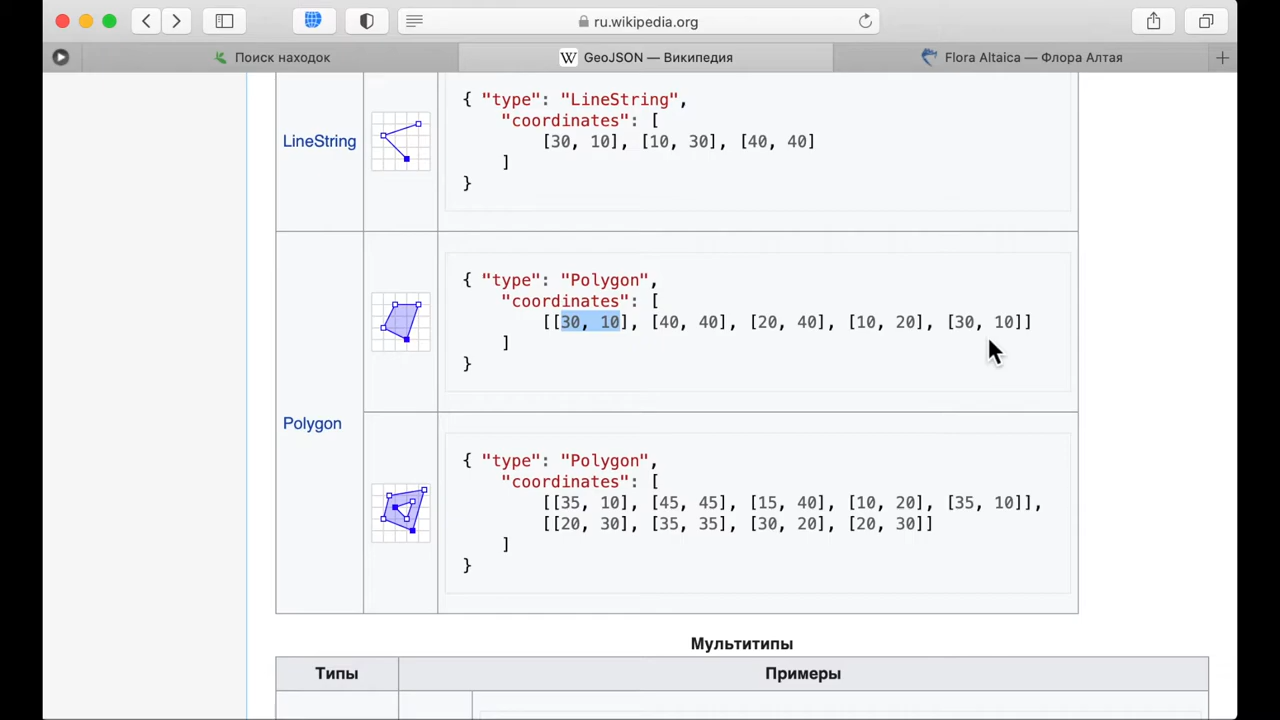 ru.wikipedia.org
Поиск находок
W GeoJSON — Википедия
Flora Altaica — Флора Алтая
LineString
{ "type": "LineString",
"coordinates": [
[30, 10], [10, 30], [40, 40]
]
}
Polygon
{ "type": "Polygon",
"coordinates": [
[[30, 10], [40, 40], [20, 40], [10, 20], [30, 10]]
]
}
{ "type": "Polygon",
"coordinates": [
[[35, 10], [45, 45], [15, 40], [10, 20], [35, 10]],
[[20, 30], [35, 35], [30, 20], [20, 30]]
]
}
Мультитипы
Типы
Примеры